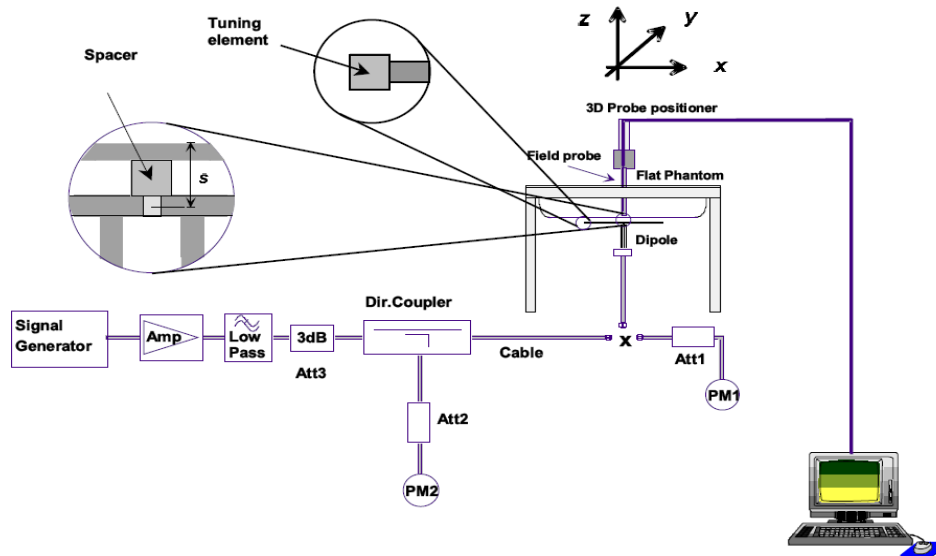 Tuning
element
Spacer
s
z
y
x
3D Probe positioner
Field probe
Flat Phantom
Dipole
Signal
Generator
Amp
Low
Pass
3dB
Att3
Dir.Coupler
Cable
x
Att1
PM1
Att2
PM2